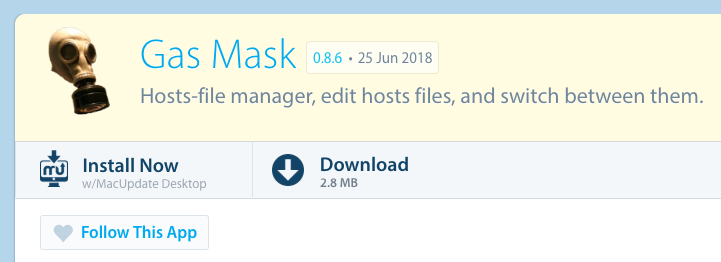 Gas Mask 0.8.6 • 25 Jun 2018
Hosts-file manager, edit hosts files, and switch between them.
mu Install Now
w/MacUpdate Desktop
Download
2.8 MB
Follow This App